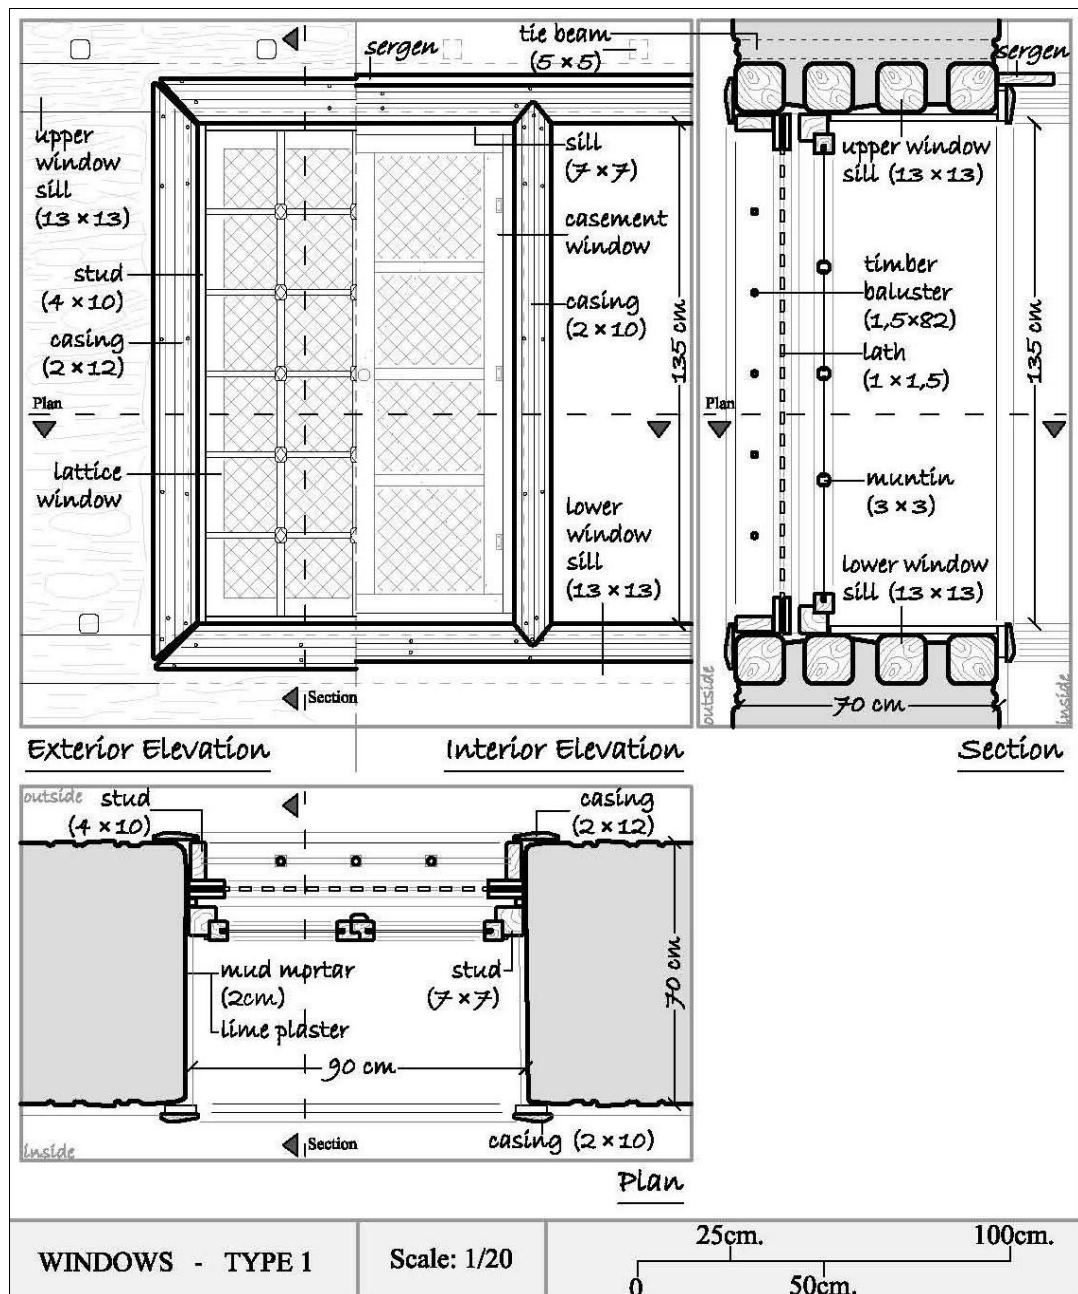 sergen
tie beam
(5 × 5)
upper
window
sill
(13 × 13)
stud
(4 × 10)
casing
(2 × 12)
Plan
lattice
window
sill
(7 × 7)
casement
window
casing
(2 × 10)
135 cm
lower
window
sill
(13 × 13)
Section
Exterior Elevation
Interior Elevation
sergen
upper window
sill (13 × 13)
timber
baluster
(1,5×82)
lath
(1 × 1,5)
135 cm
Plan
muntin
(3 × 3)
lower window
sill (13 × 13)
outside
70 cm
inside
Section
outside
stud
(4 × 10)
casing
(2 × 12)
mud mortar
(2cm)
lime plaster
stud
(7 × 7)
70 cm
90 cm
inside
Section
casing (2 × 10)
Plan
WINDOWS - TYPE 1
Scale: 1/20
25cm.
100cm.
0
50cm.